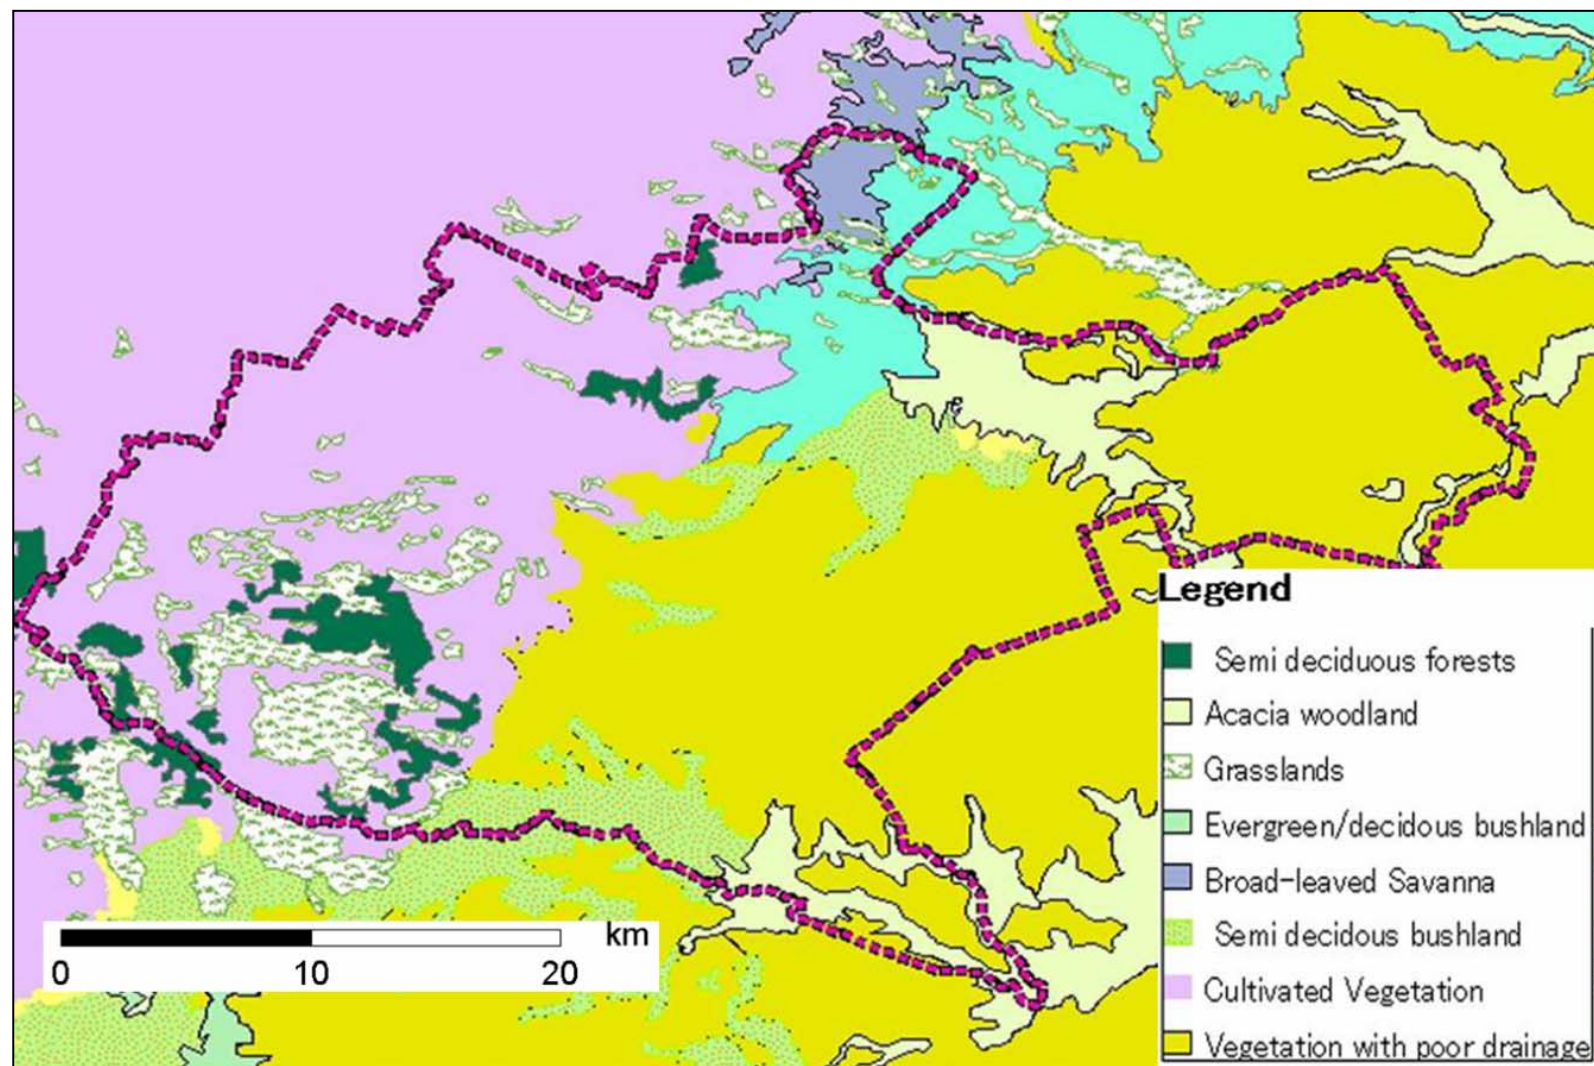 Legend
Semi deciduous forests
Acacia woodland
Grasslands
Evergreen/decidous bushland
Broad-leaved Savanna
Semi decidous bushland
Cultivated Vegetation
Vegetation with poor drainage
km
0 10 20